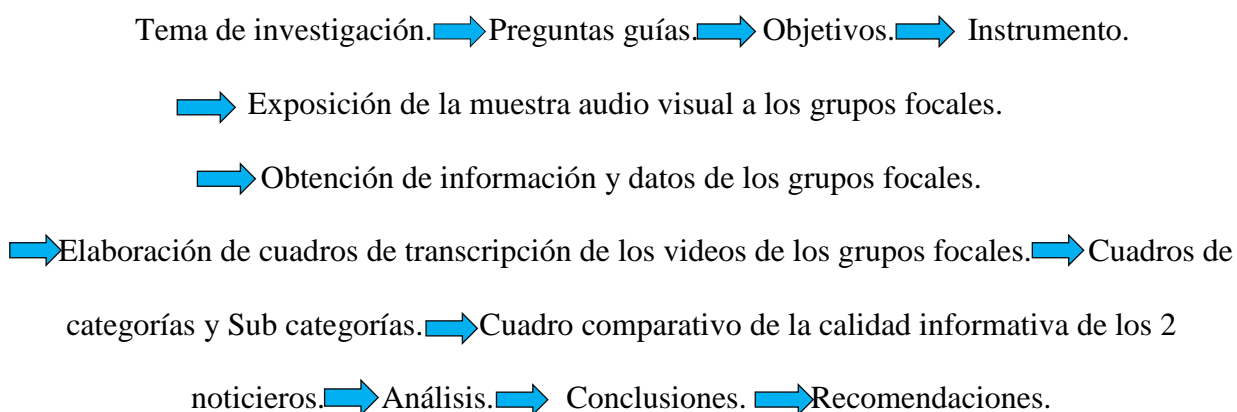 Tema de investigación. Preguntas guías. Objetivos. Instrumento.
Exposición de la muestra audio visual a los grupos focales.
Obtención de información y datos de los grupos focales.
Elaboración de cuadros de transcripción de los videos de los grupos focales. Cuadros de
categorías y Sub categorías. Cuadro comparativo de la calidad informativa de los 2
noticieros. Análisis. Conclusiones. Recomendaciones.